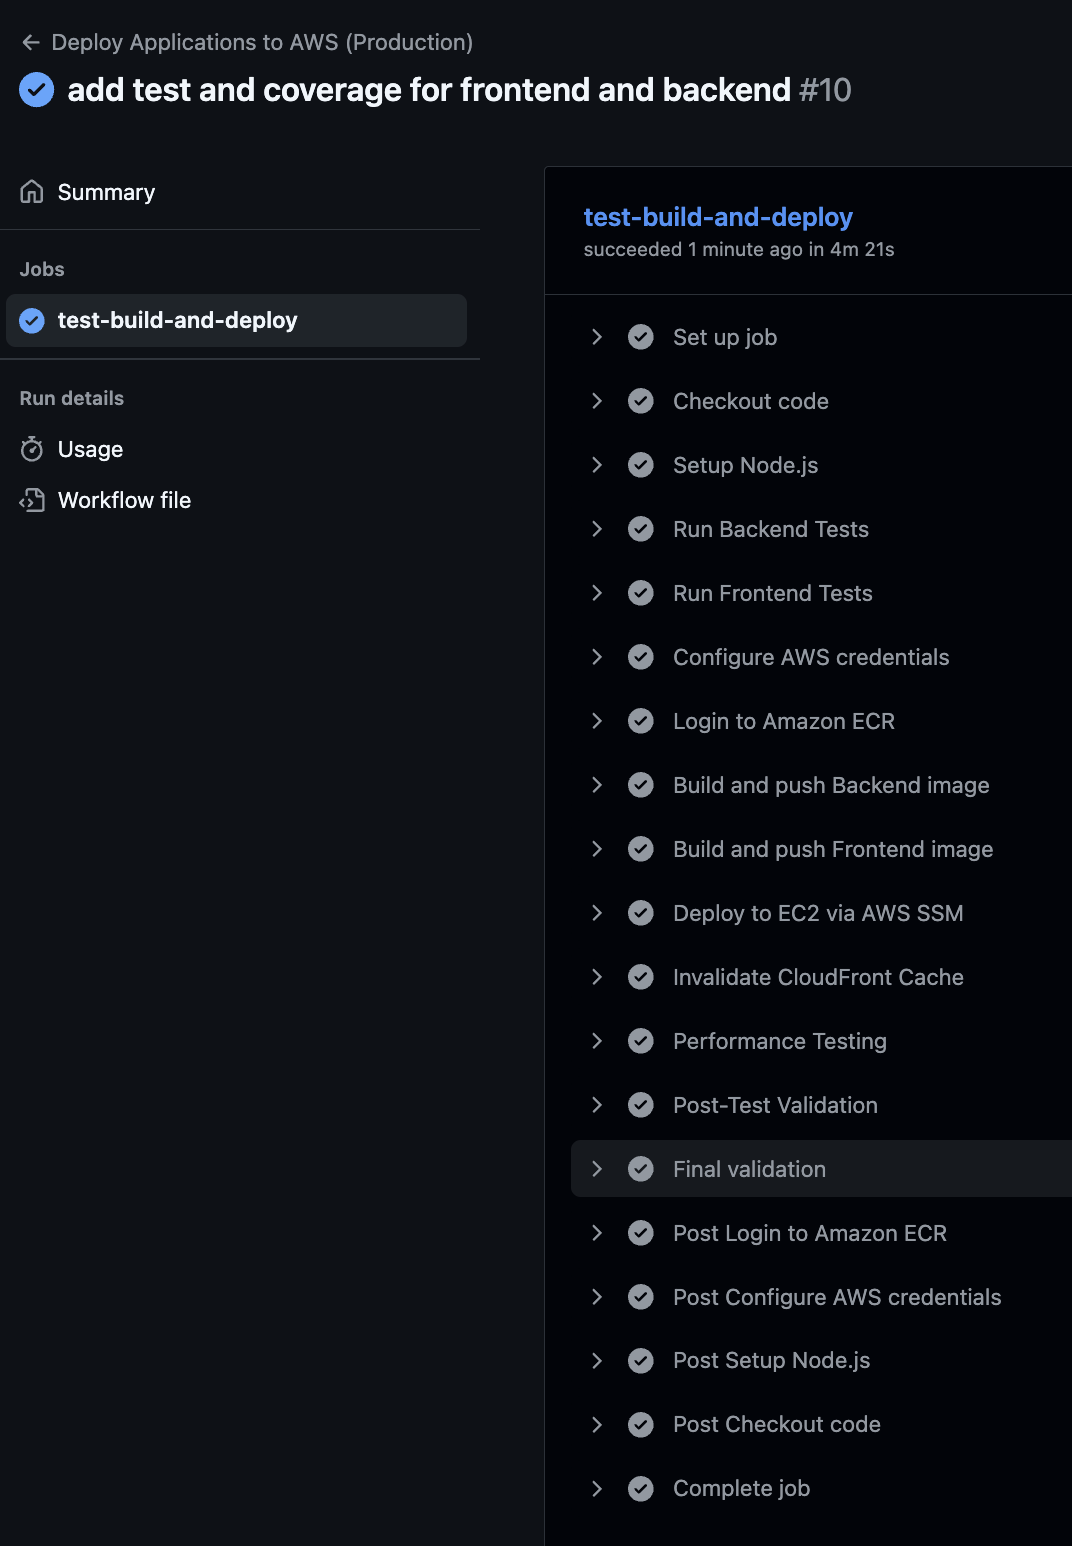 Deploy Applications to AWS (Production)
add test and coverage for frontend and backend #10
Summary
Jobs
test-build-and-deploy
Run details
Usage
Workflow file
test-build-and-deploy
succeeded 1 minute ago in 4m 21s
Set up job
Checkout code
Setup Node.js
Run Backend Tests
Run Frontend Tests
Configure AWS credentials
Login to Amazon ECR
Build and push Backend image
Build and push Frontend image
Deploy to EC2 via AWS SSM
Invalidate CloudFront Cache
Performance Testing
Post-Test Validation
Final validation
Post Login to Amazon ECR
Post Configure AWS credentials
Post Setup Node.js
Post Checkout code
Complete job